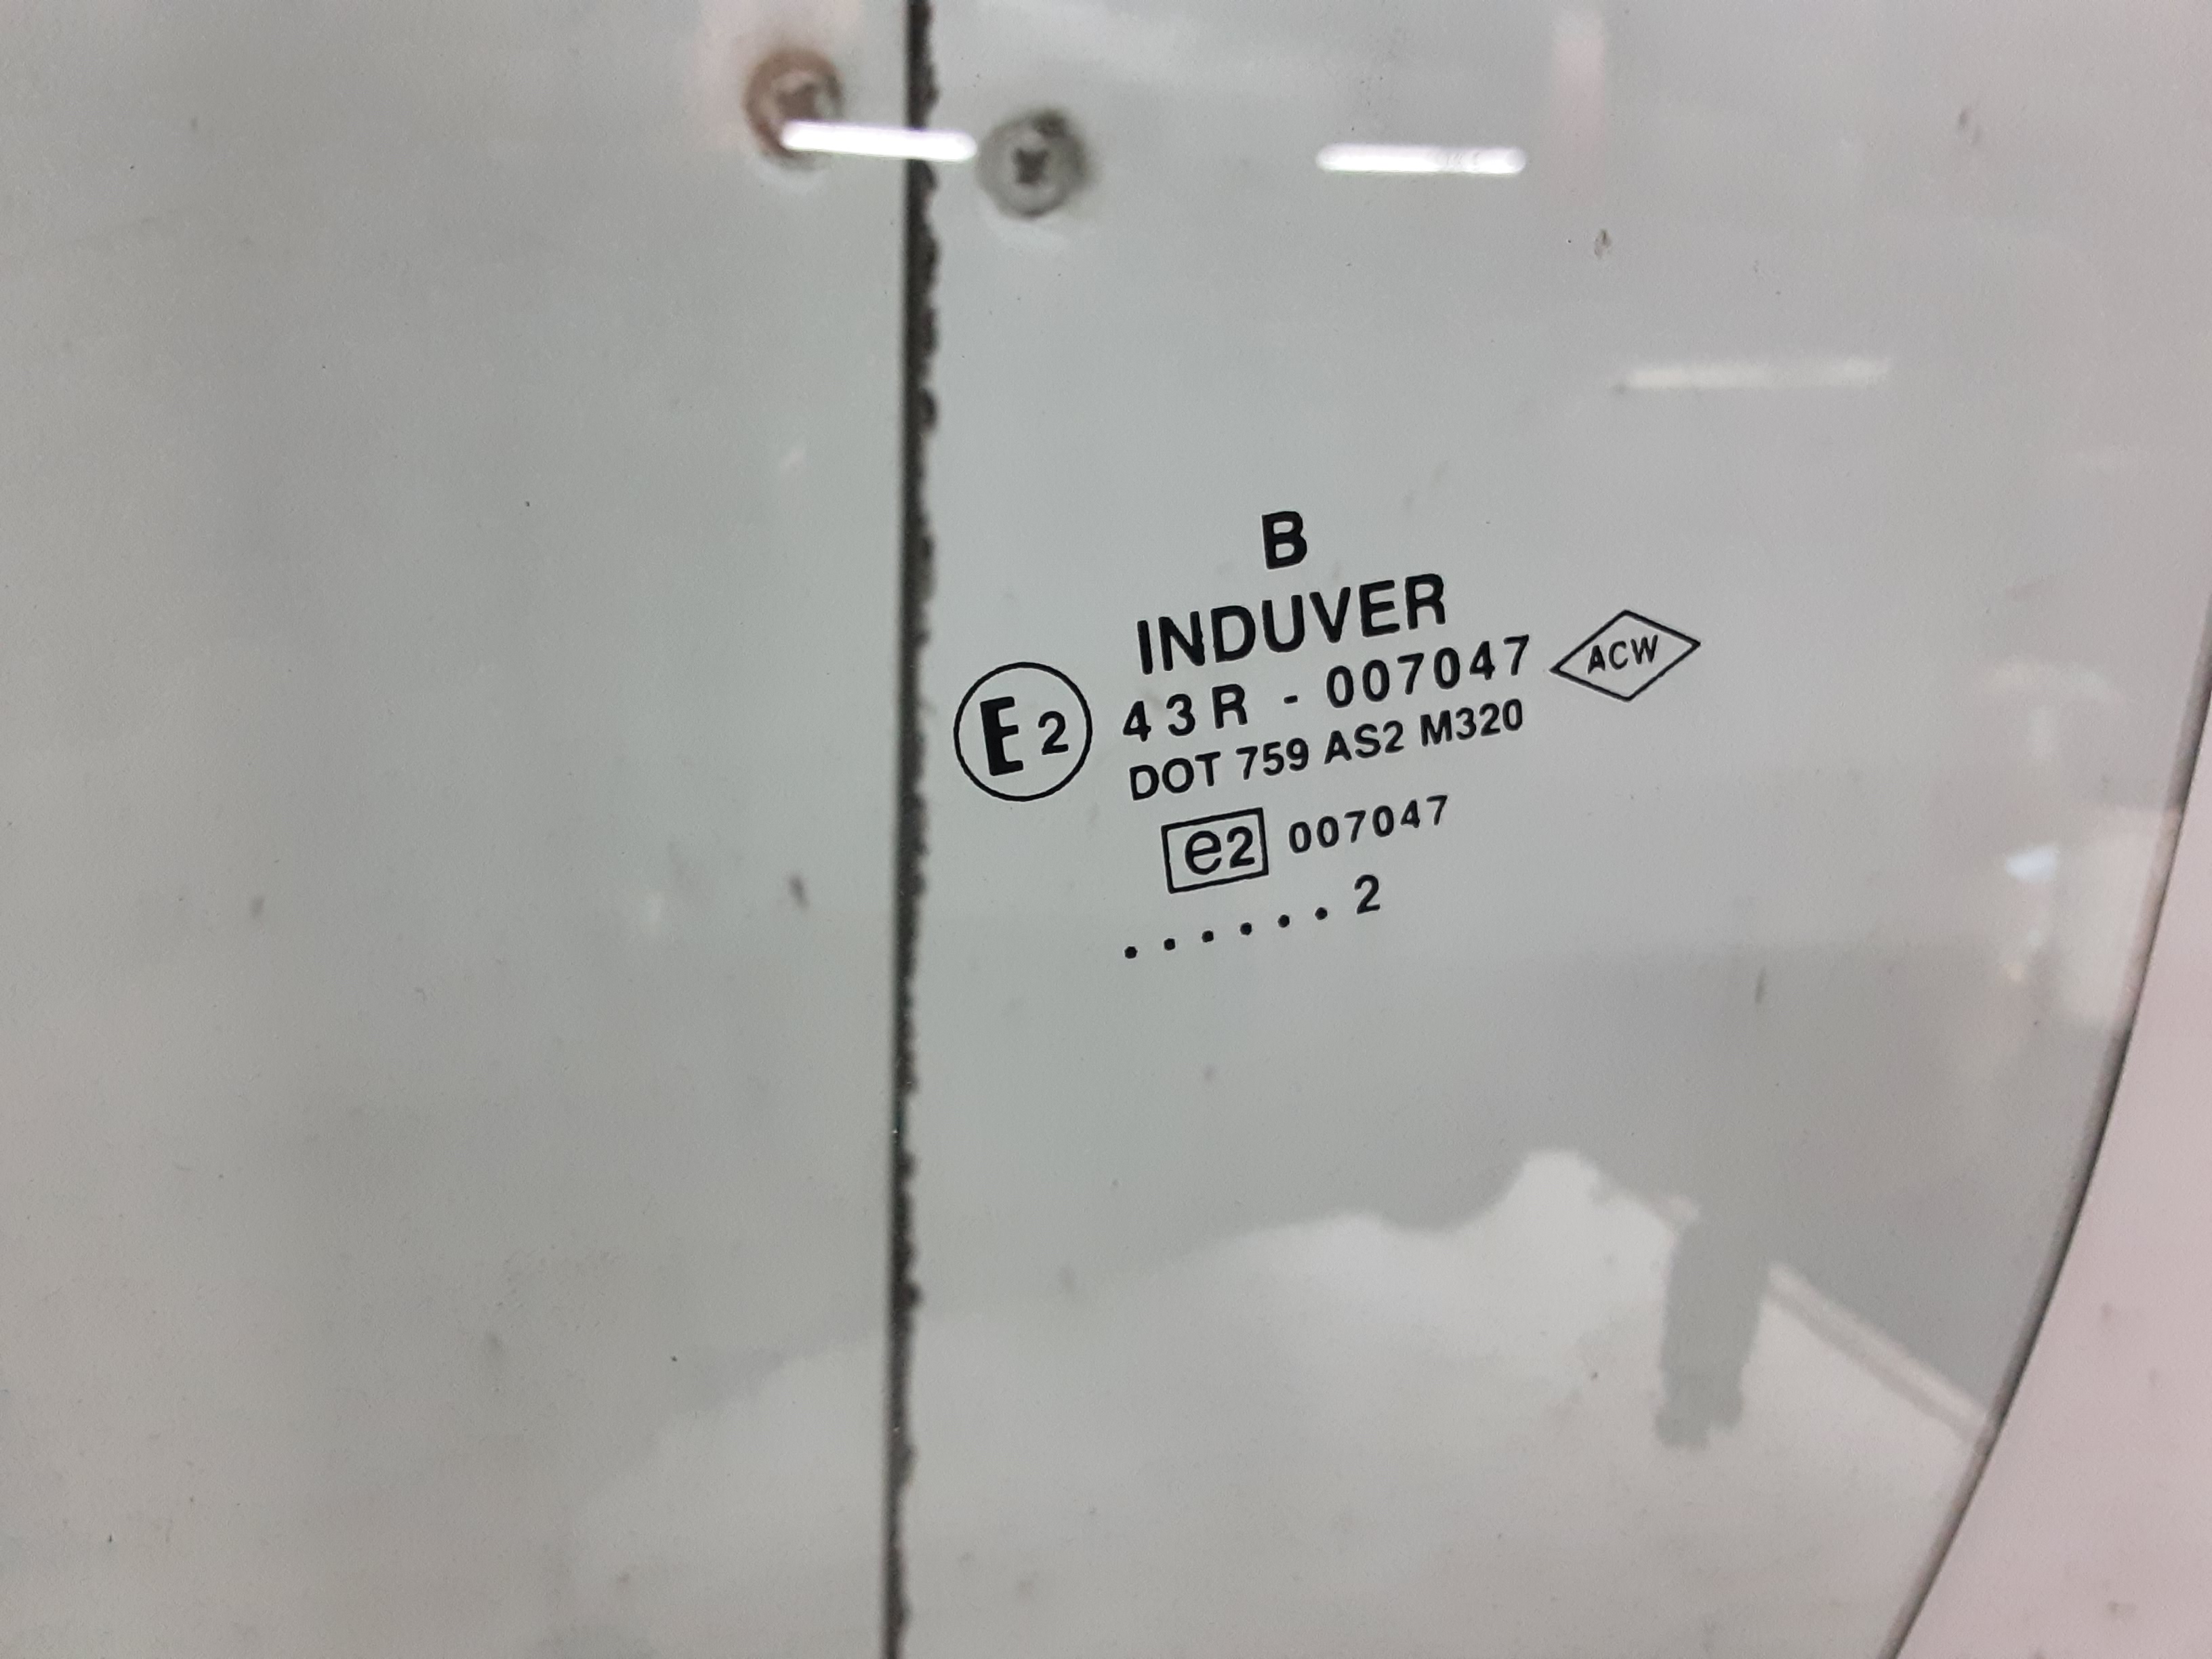 B
INDUVER
E2 43R - 007047 ACW
DOT 759 AS2 M320
e2 007047
......2